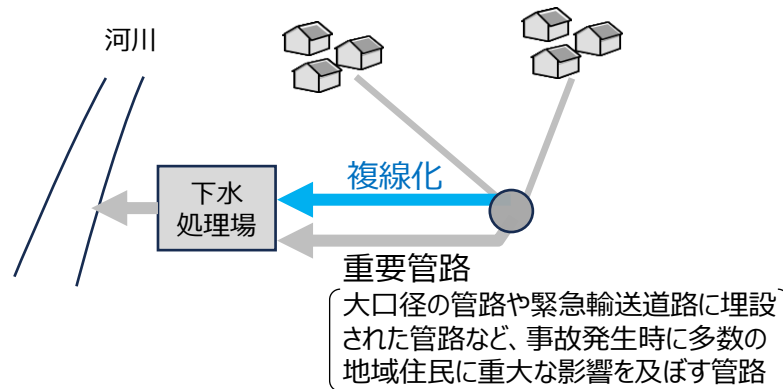 河川
下水
処理場
複線化
重要管路
大口径の管路や緊急輸送道路に埋設
された管路など、事故発生時に多数の
地域住民に重大な影響を及ぼす管路